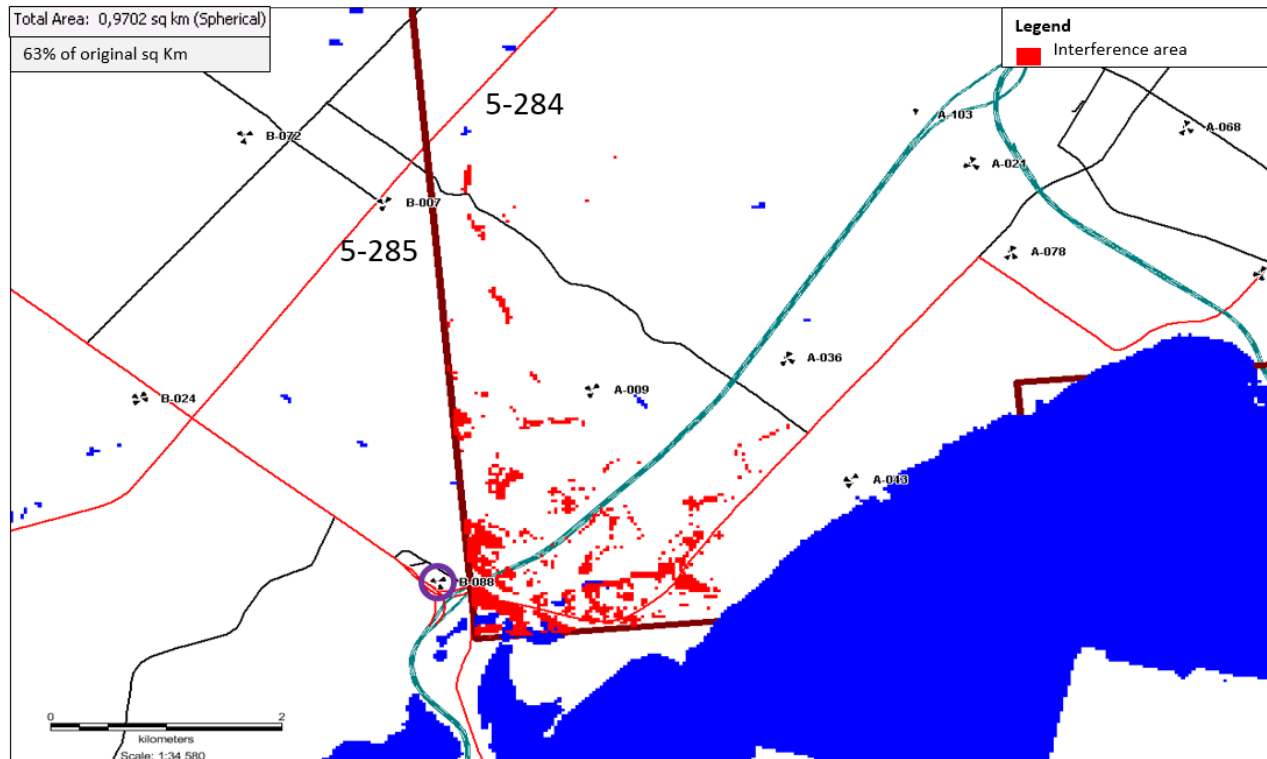 Total Area: 0,9702 sq km (Spherical)
63% of original sq Km
Legend
Interference area
5-284
A-103
A-068
B-072
A-021
B-007
5-285
A-078
A-036
A-009
B-024
A-043
B-088
0 2
kilometers
Scale: 1:34 580